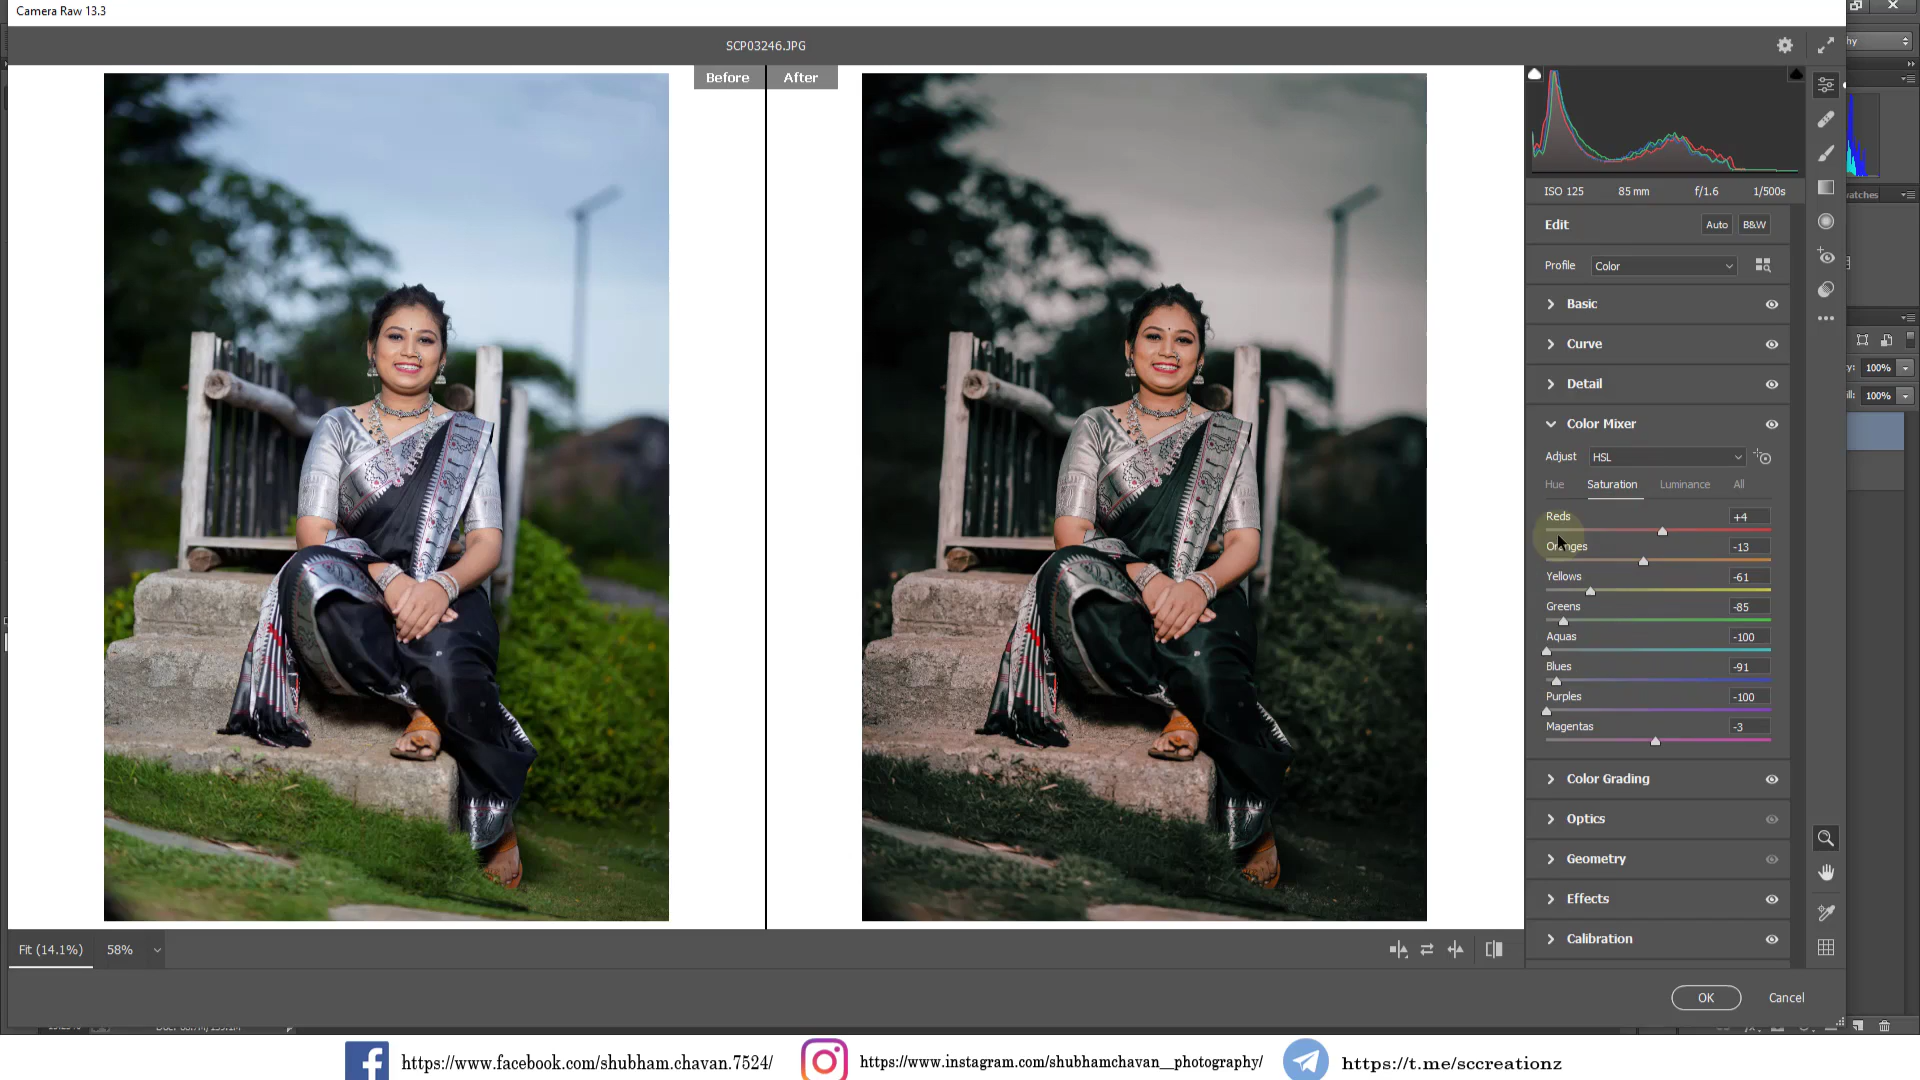 Camera Raw 13.3
hy
SCP03246.JPG
Before After
ISO 125 85 mm f/1.6 1/500s
Edit Auto B&W
Profile Color
Basic
Curve
Detail
Color Mixer
Adjust HSL
Hue Saturation Luminance All
Reds +4
Oranges -13
Yellows -61
Greens -85
Aquas -100
Blues -91
Purples -100
Magentas -3
Color Grading
Optics
Geometry
Effects
Calibration
100%
100%
Fit (14.1%) 58%
OK Cancel
https://www.facebook.com/shubham.chavan.7524/ https://www.instagram.com/shubhamchavan__photography/ https://t.me/sccreationz